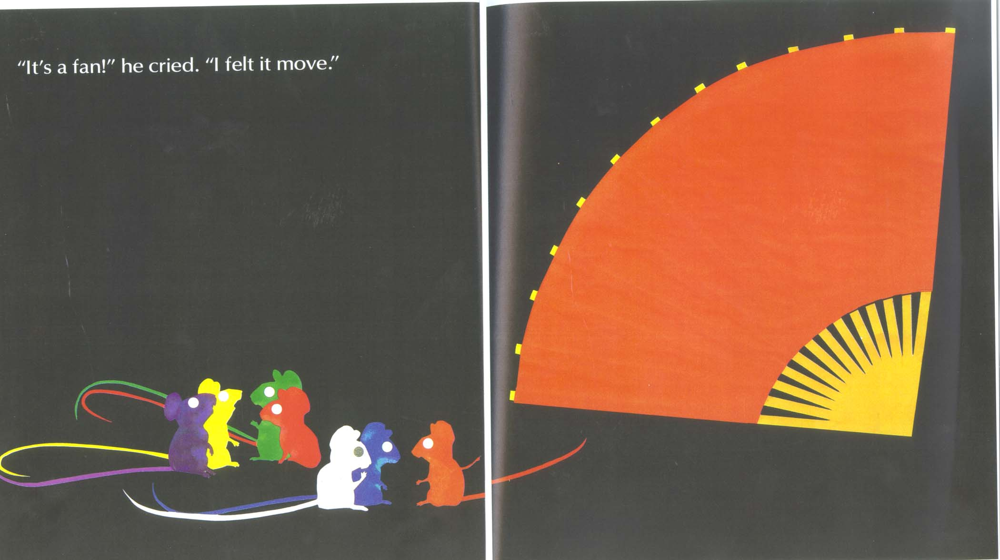 “It’s a fan!” he cried. “I felt it move.”